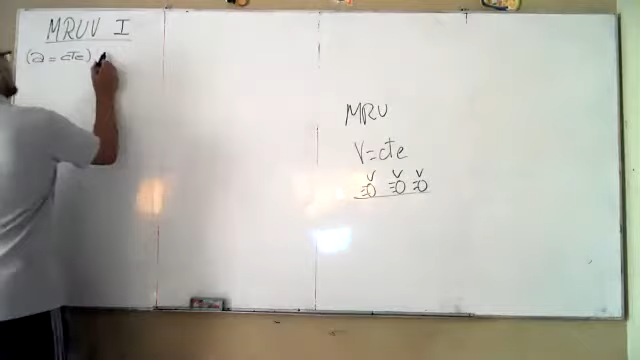 MRUV I
(a = cte)
MRU
V = cte
V V V